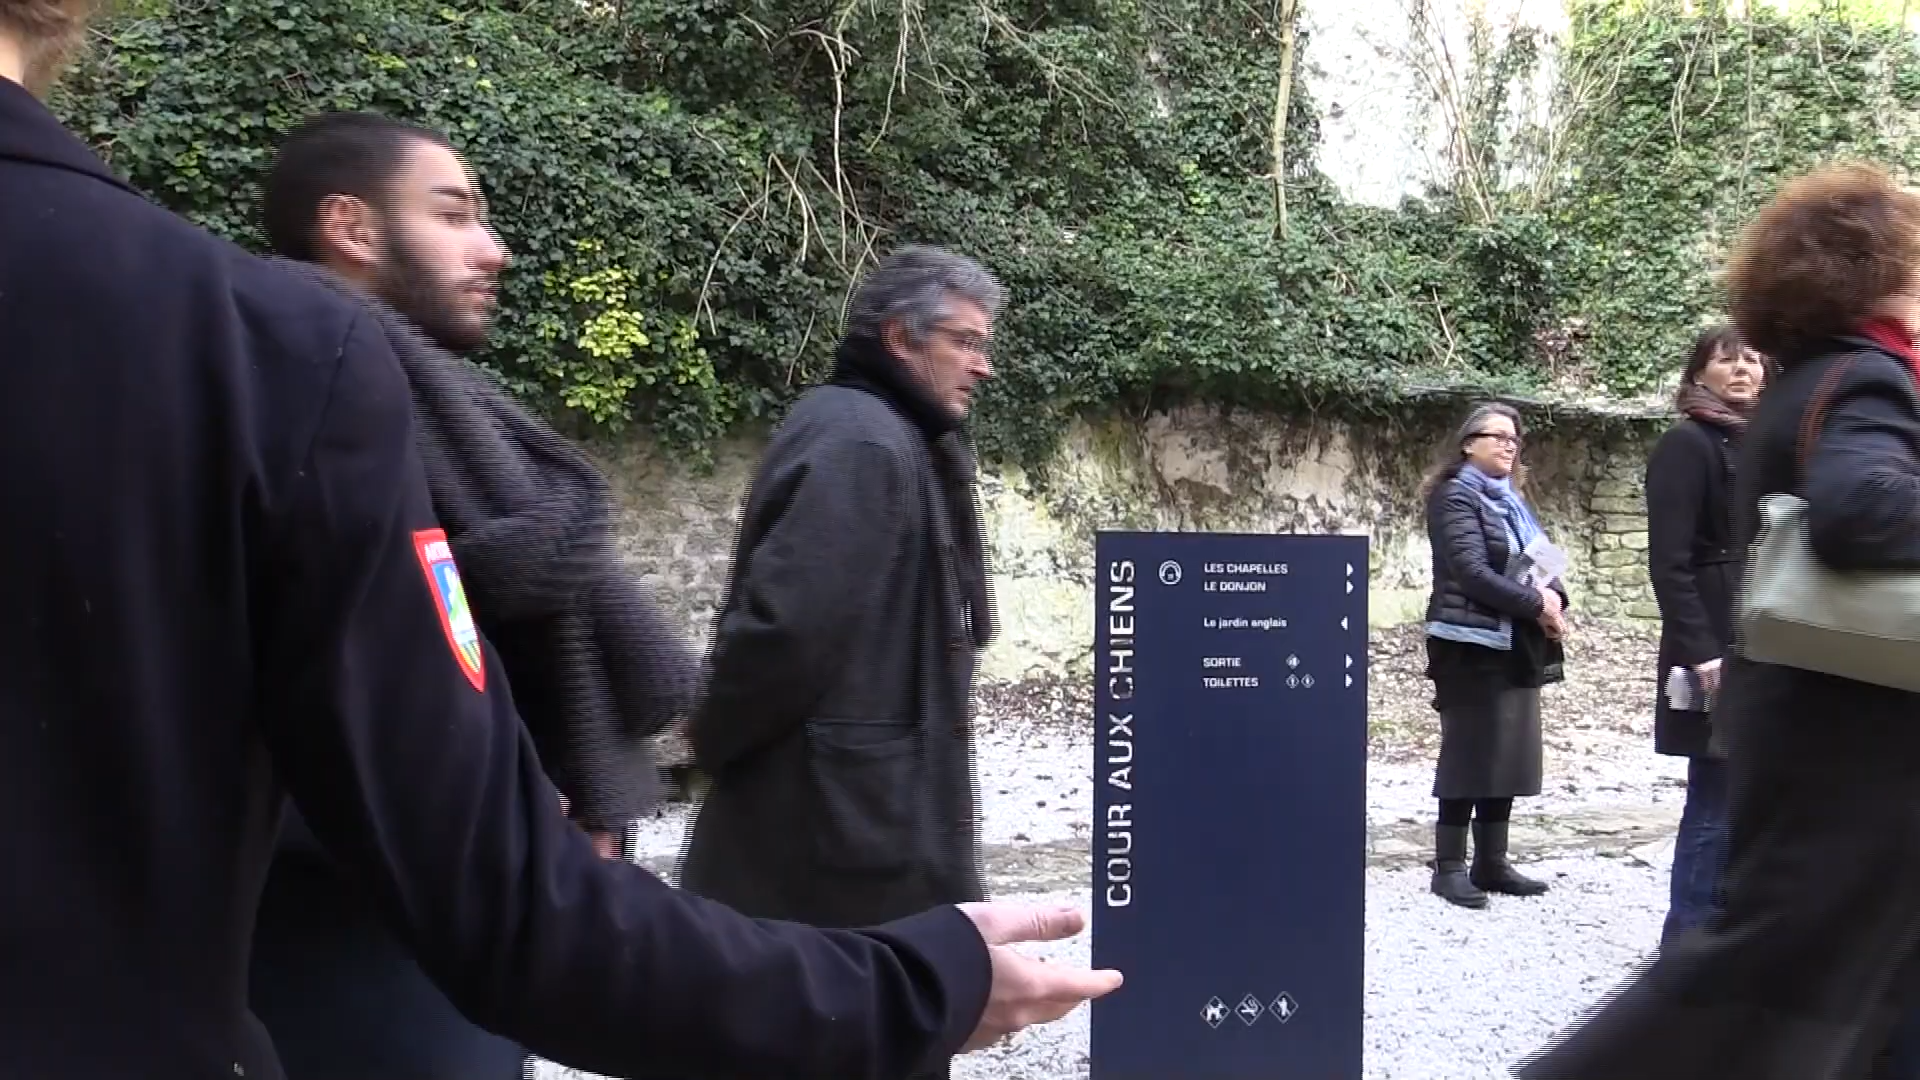 COUR AUX CHIENS
LES CHAPELLES
LE DONJON
Le jardin anglais
SORTIE
TOILETTES